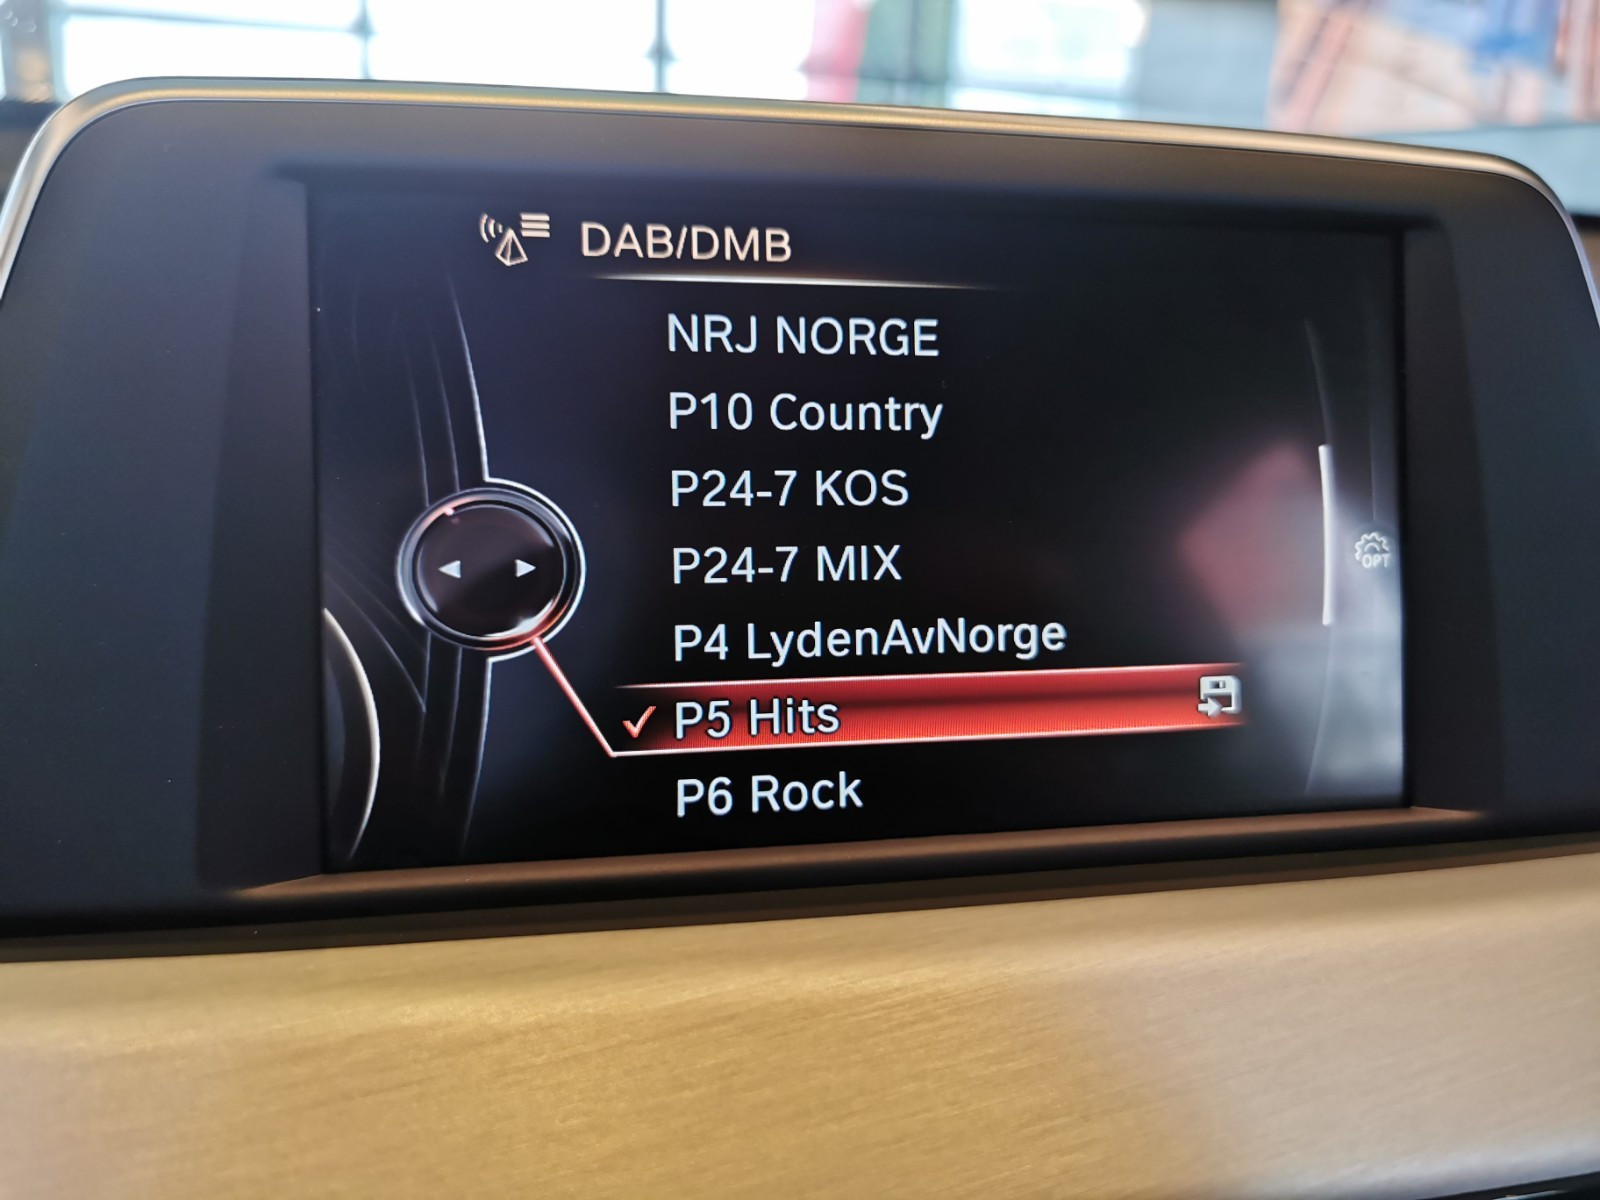 DAB/DMB
NRJ NORGE
P10 Country
P24-7 KOS
P24-7 MIX
OPT
P4 LydenAvNorge
P5 Hits
P6 Rock